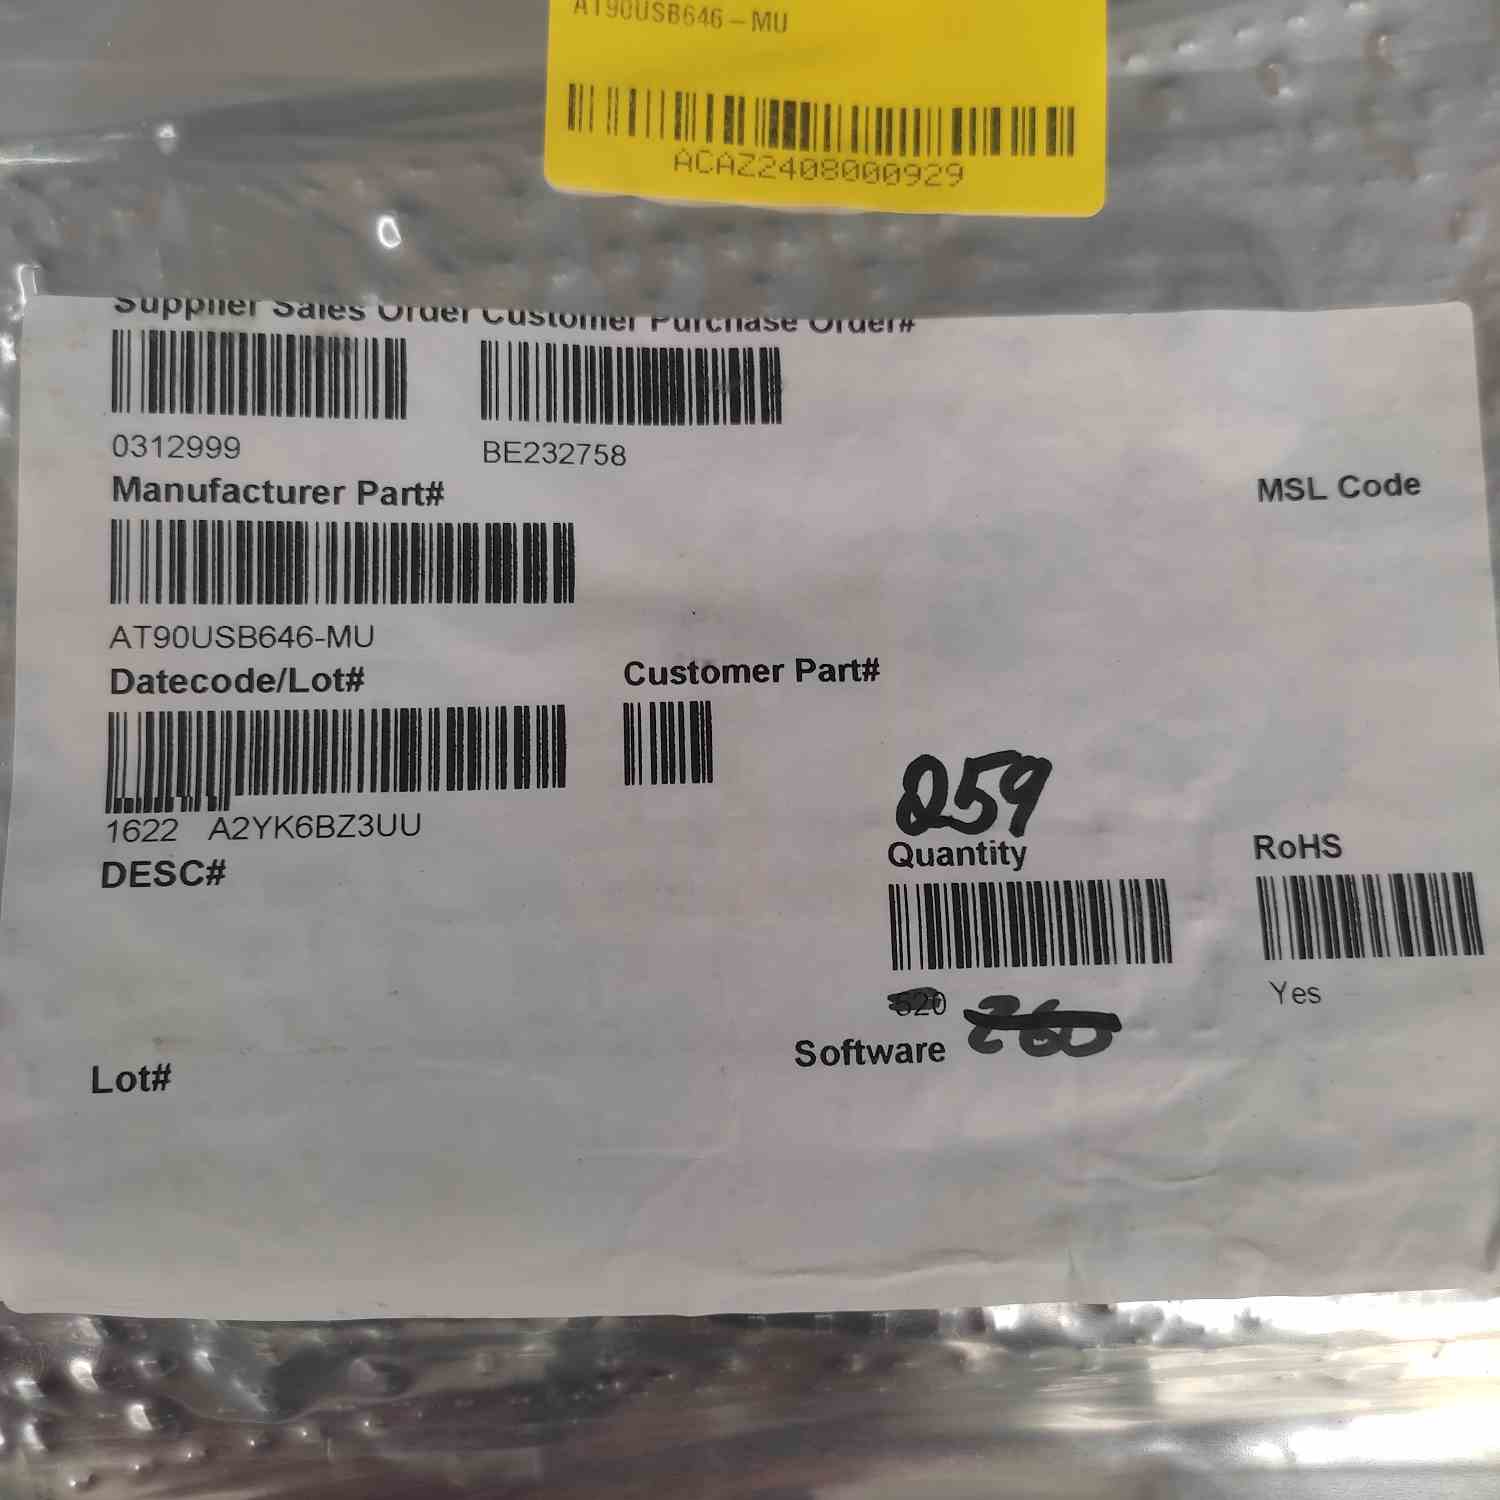 AT90USB646-MU
ACAZ2408000929
Supplier Sales Order Customer Purchase Order#
0312999 BE232758
Manufacturer Part#
MSL Code
AT90USB646-MU
Datecode/Lot# Customer Part#
1622 A2YK6BZ3UU
259
DESC#
Quantity RoHS
520 260 Yes
Software
Lot#